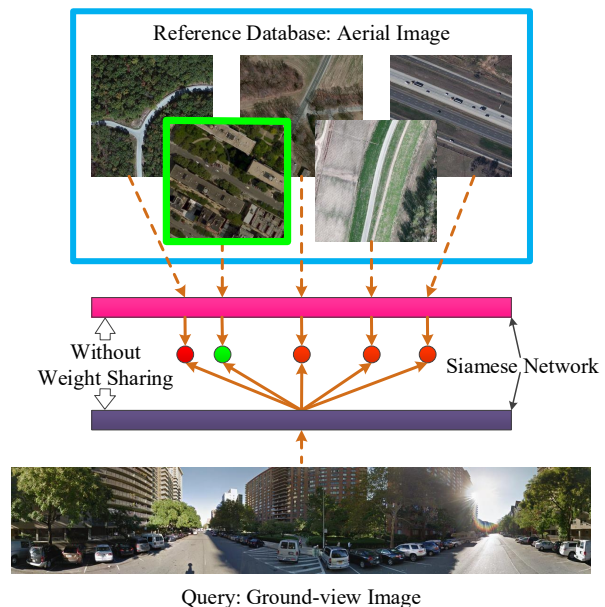 Reference Database: Aerial Image
Without
Weight Sharing
Siamese Network
Query: Ground-view Image